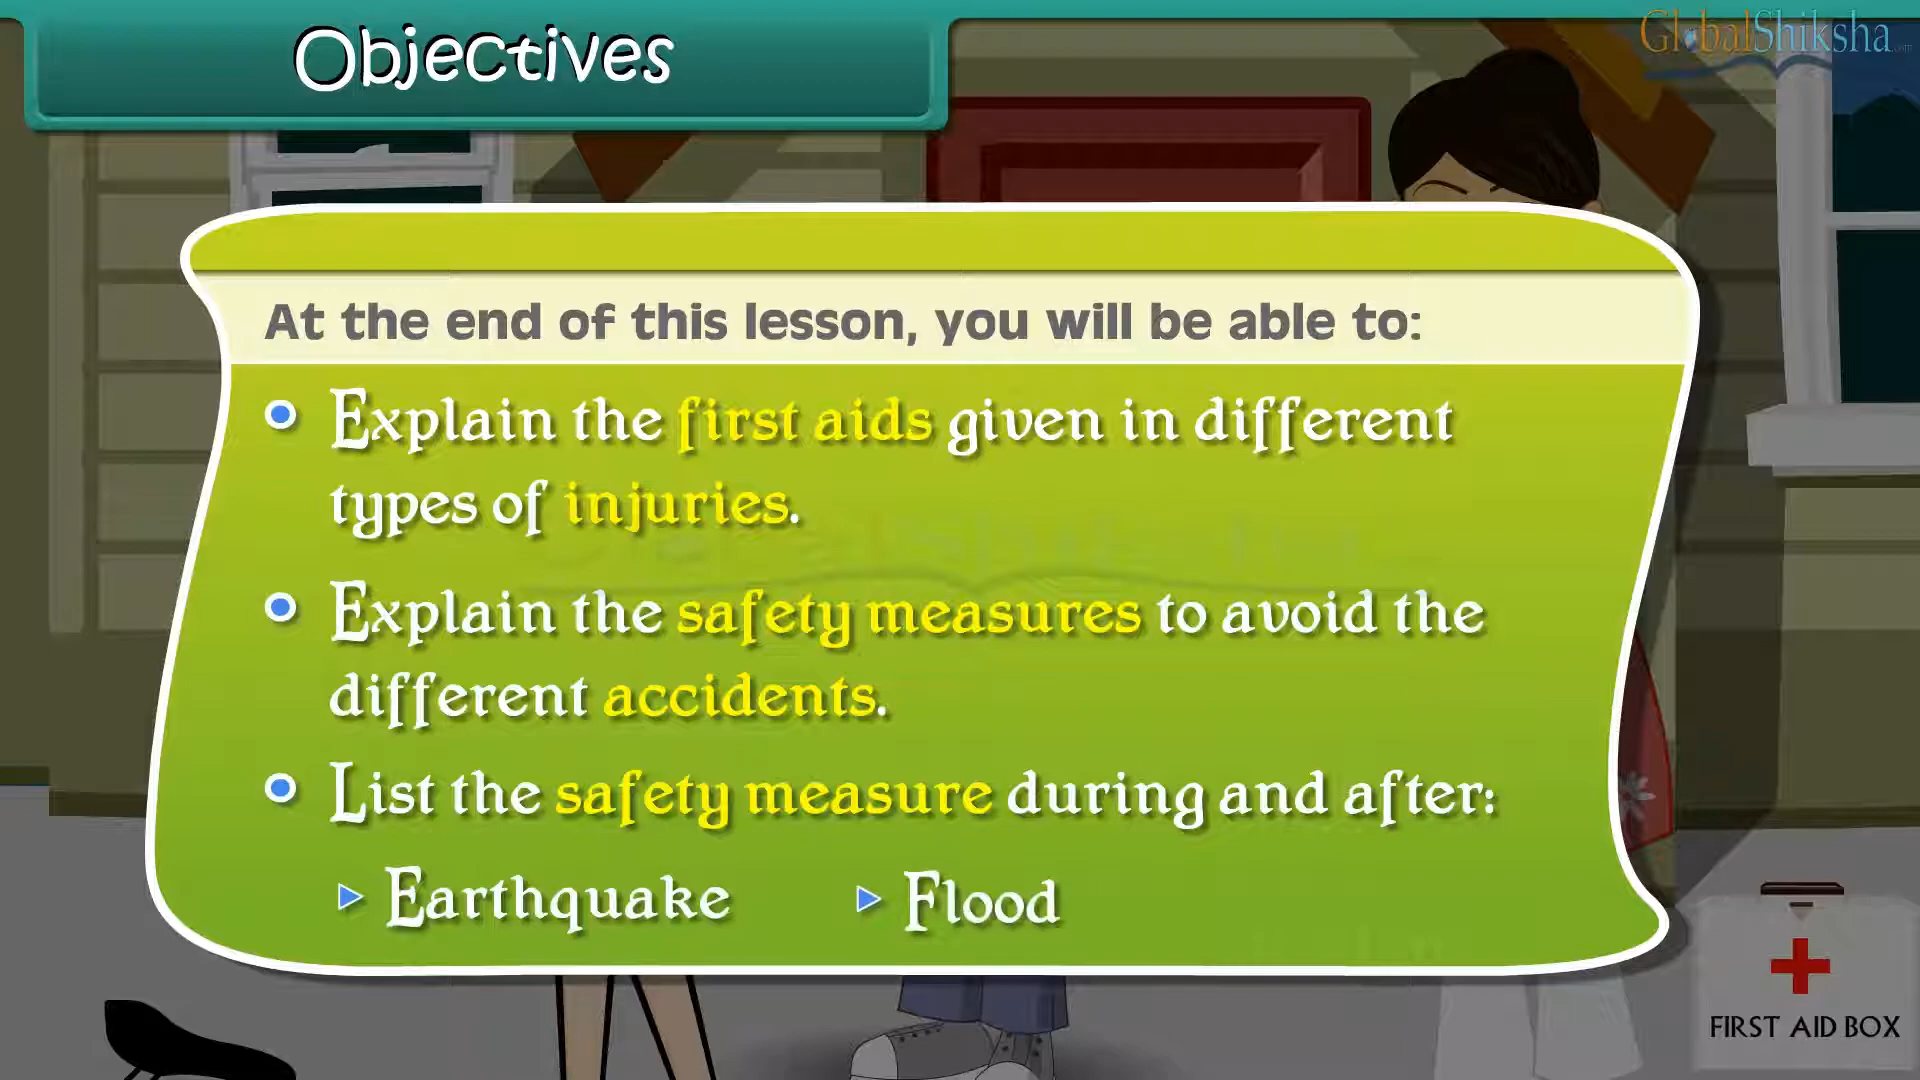 Objectives
GlobalShiksha.com
At the end of this lesson, you will be able to:
Explain the first aids given in different
types of injuries.
Explain the safety measures to avoid the
different accidents.
List the safety measure during and after:
Earthquake
Flood
FIRST AID BOX